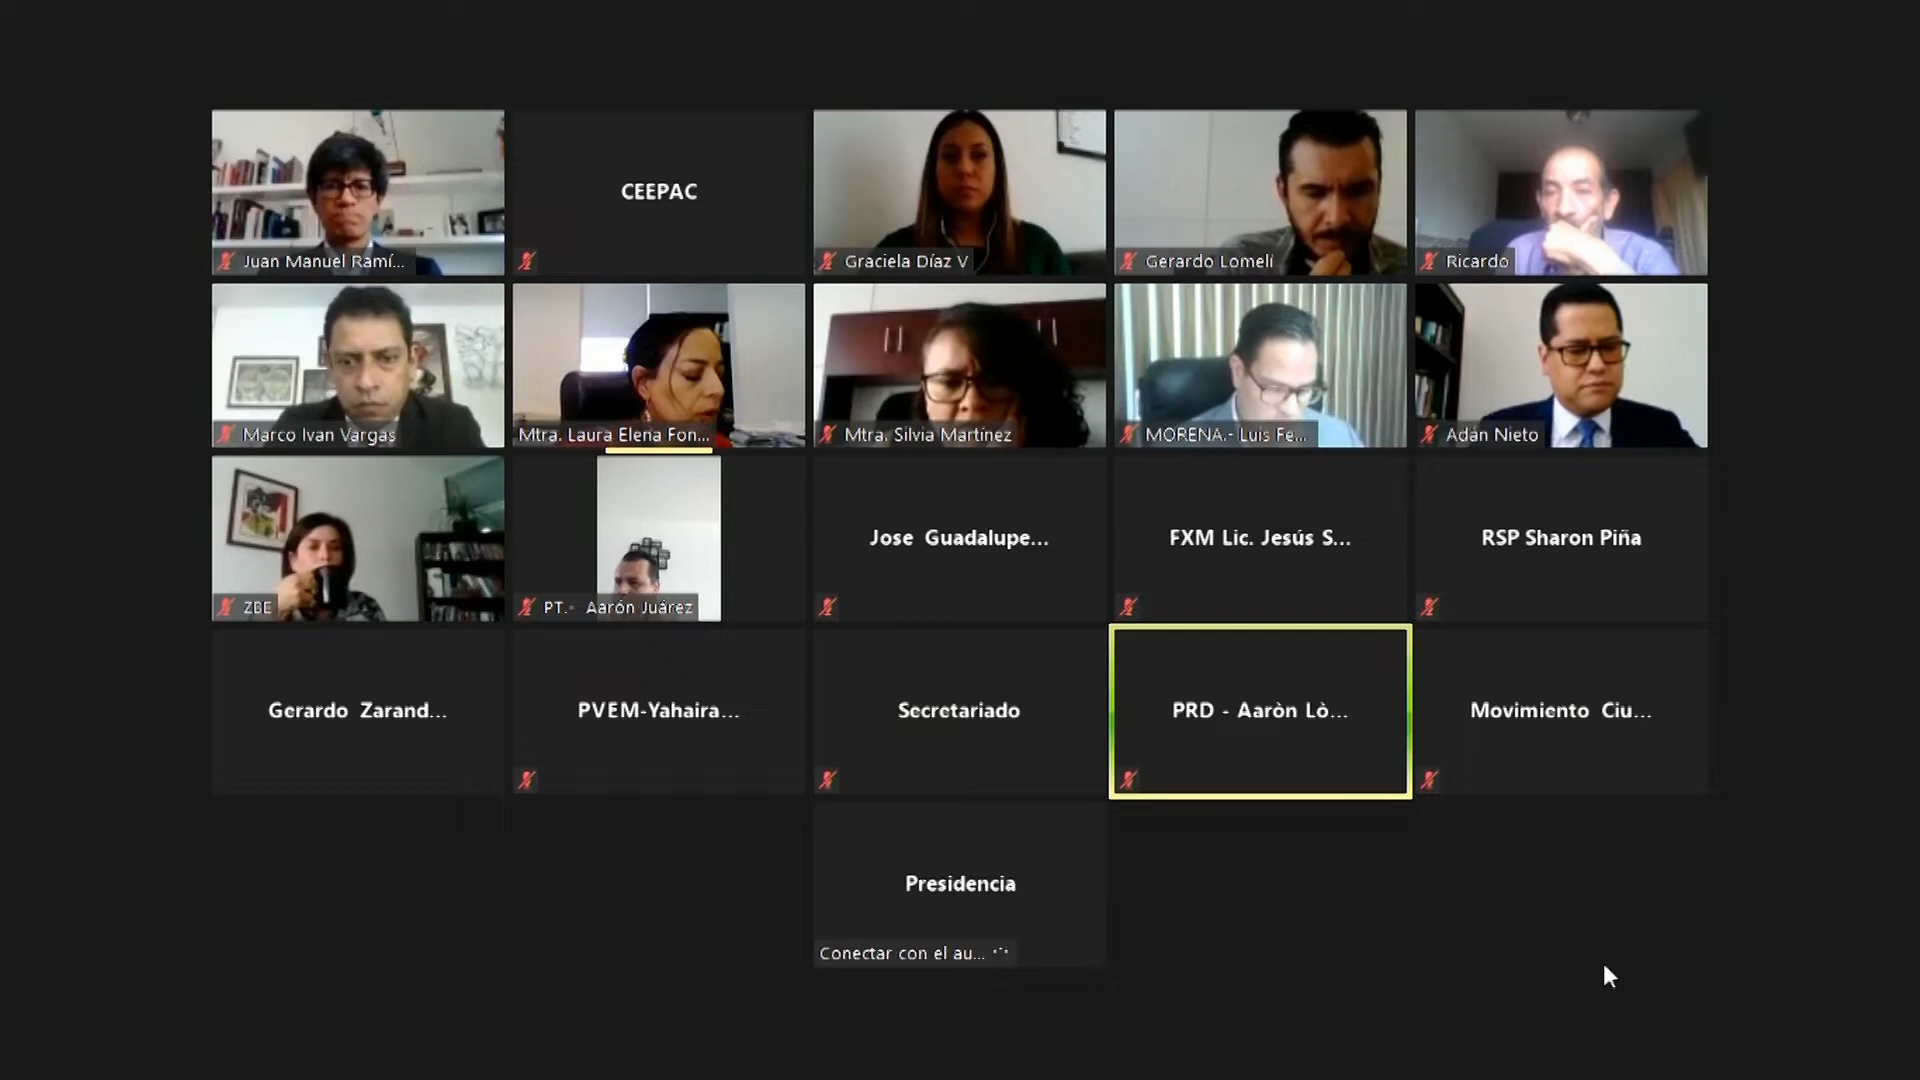 Juan Manuel Ramí...
CEEPAC
Graciela Díaz V
Gerardo Lomelí
Ricardo
Marco Ivan Vargas
Mtra. Laura Elena Fon...
Mtra. Silvia Martínez
MORENA.- Luis Fe...
Adán Nieto
ZBE
PT.- Aarón Juárez
Jose Guadalupe...
FXM Lic. Jesús S...
RSP Sharon Piña
Gerardo Zarand...
PVEM-Yahaira...
Secretariado
PRD - Aaròn Lò...
Movimiento Ciu...
Presidencia
Conectar con el au...